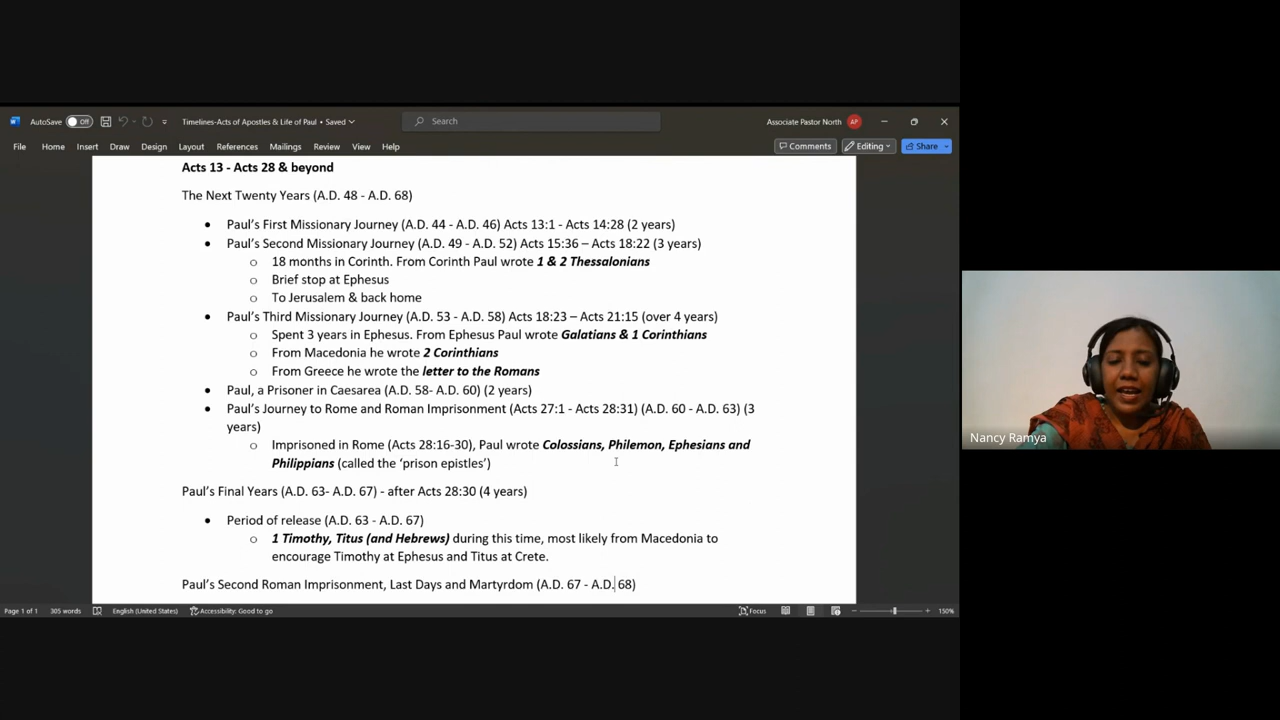 AutoSave Off Timelines-Acts of Apostles & Life of Paul • Saved Search Associate Pastor North AP
File Home Insert Draw Design Layout References Mailings Review View Help Comments Editing Share
Acts 13 - Acts 28 & beyond
The Next Twenty Years (A.D. 48 - A.D. 68)
• Paul's First Missionary Journey (A.D. 44 - A.D. 46) Acts 13:1 - Acts 14:28 (2 years)
• Paul's Second Missionary Journey (A.D. 49 - A.D. 52) Acts 15:36 – Acts 18:22 (3 years)
o 18 months in Corinth. From Corinth Paul wrote 1 & 2 Thessalonians
o Brief stop at Ephesus
o To Jerusalem & back home
• Paul's Third Missionary Journey (A.D. 53 - A.D. 58) Acts 18:23 – Acts 21:15 (over 4 years)
o Spent 3 years in Ephesus. From Ephesus Paul wrote Galatians & 1 Corinthians
o From Macedonia he wrote 2 Corinthians
o From Greece he wrote the letter to the Romans
• Paul, a Prisoner in Caesarea (A.D. 58- A.D. 60) (2 years)
• Paul's Journey to Rome and Roman Imprisonment (Acts 27:1 - Acts 28:31) (A.D. 60 - A.D. 63) (3
years)
o Imprisoned in Rome (Acts 28:16-30), Paul wrote Colossians, Philemon, Ephesians and
Philippians (called the 'prison epistles')
Paul's Final Years (A.D. 63- A.D. 67) - after Acts 28:30 (4 years)
• Period of release (A.D. 63 - A.D. 67)
o 1 Timothy, Titus (and Hebrews) during this time, most likely from Macedonia to
encourage Timothy at Ephesus and Titus at Crete.
Paul's Second Roman Imprisonment, Last Days and Martyrdom (A.D. 67 - A.D. 68)
Page 1 of 1 305 words English (United States) Accessibility: Good to go Focus 150%
Nancy Ramya